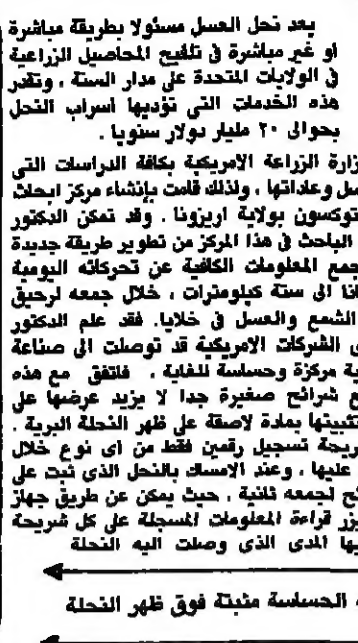 يعد نحل العسل مسئولا بطريقة مباشرة
او غير مباشرة في تلقيح المحاصيل الزراعية
في الولايات المتحدة على مدار السنة ، وتقدر
هذه الخدمات التي تؤديها اسراب النحل
بحوالى ٢٠ مليار دولار سنويا .
زارة الزراعة الامريكية بكافة الدراسات التى
سل وعاداتها ، ولذلك قامت بإنشاء مركز ابحاث
توكسون بولاية اريزونا . وقد تمكن الدكتور
الباحث في هذا المركز من تطوير طريقة جديدة
جمع المعلومات الكافية عن تحركاته اليومية
انا الى ستة كيلومترات ، خلال جمعه لرحيق
الشمع والعسل في خلايا. فقد علم الدكتور
ى الشركات الامريكية قد توصلت الى صناعة
ية مركزة وحساسة للغاية ، فاتفق مع هذه
ع شرائح صغيرة جدا لا يزيد عرضها على
تثبيتها بمادة لاصقة على ظهر النحلة البرية .
ريحة تسجيل رقمين فقط من اى نوع خلال
عليها ، وعند الامساك بالنحل الذى ثبت على
ئح لجمعه ثانية ، حيث يمكن عن طريق جهاز
يزر قراءة المعلومات المسجلة على كل شريحة
يها المدى الذى وصلت اليه النحلة
الحساسة مثبتة فوق ظهر النحلة